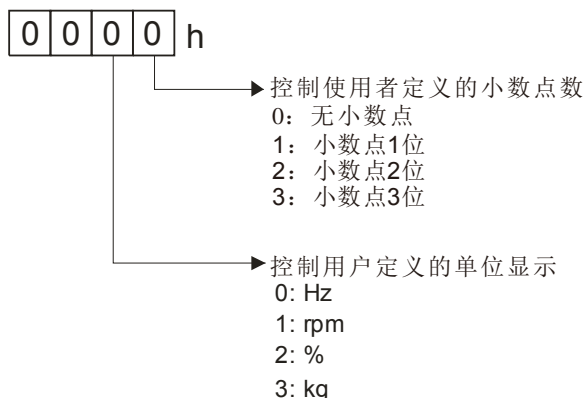 0 0 0 0 h
控制使用者定义的小数点数
0：无小数点
1：小数点1位
2：小数点2位
3：小数点3位
控制用户定义的单位显示
0: Hz
1: rpm
2: %
3: kg